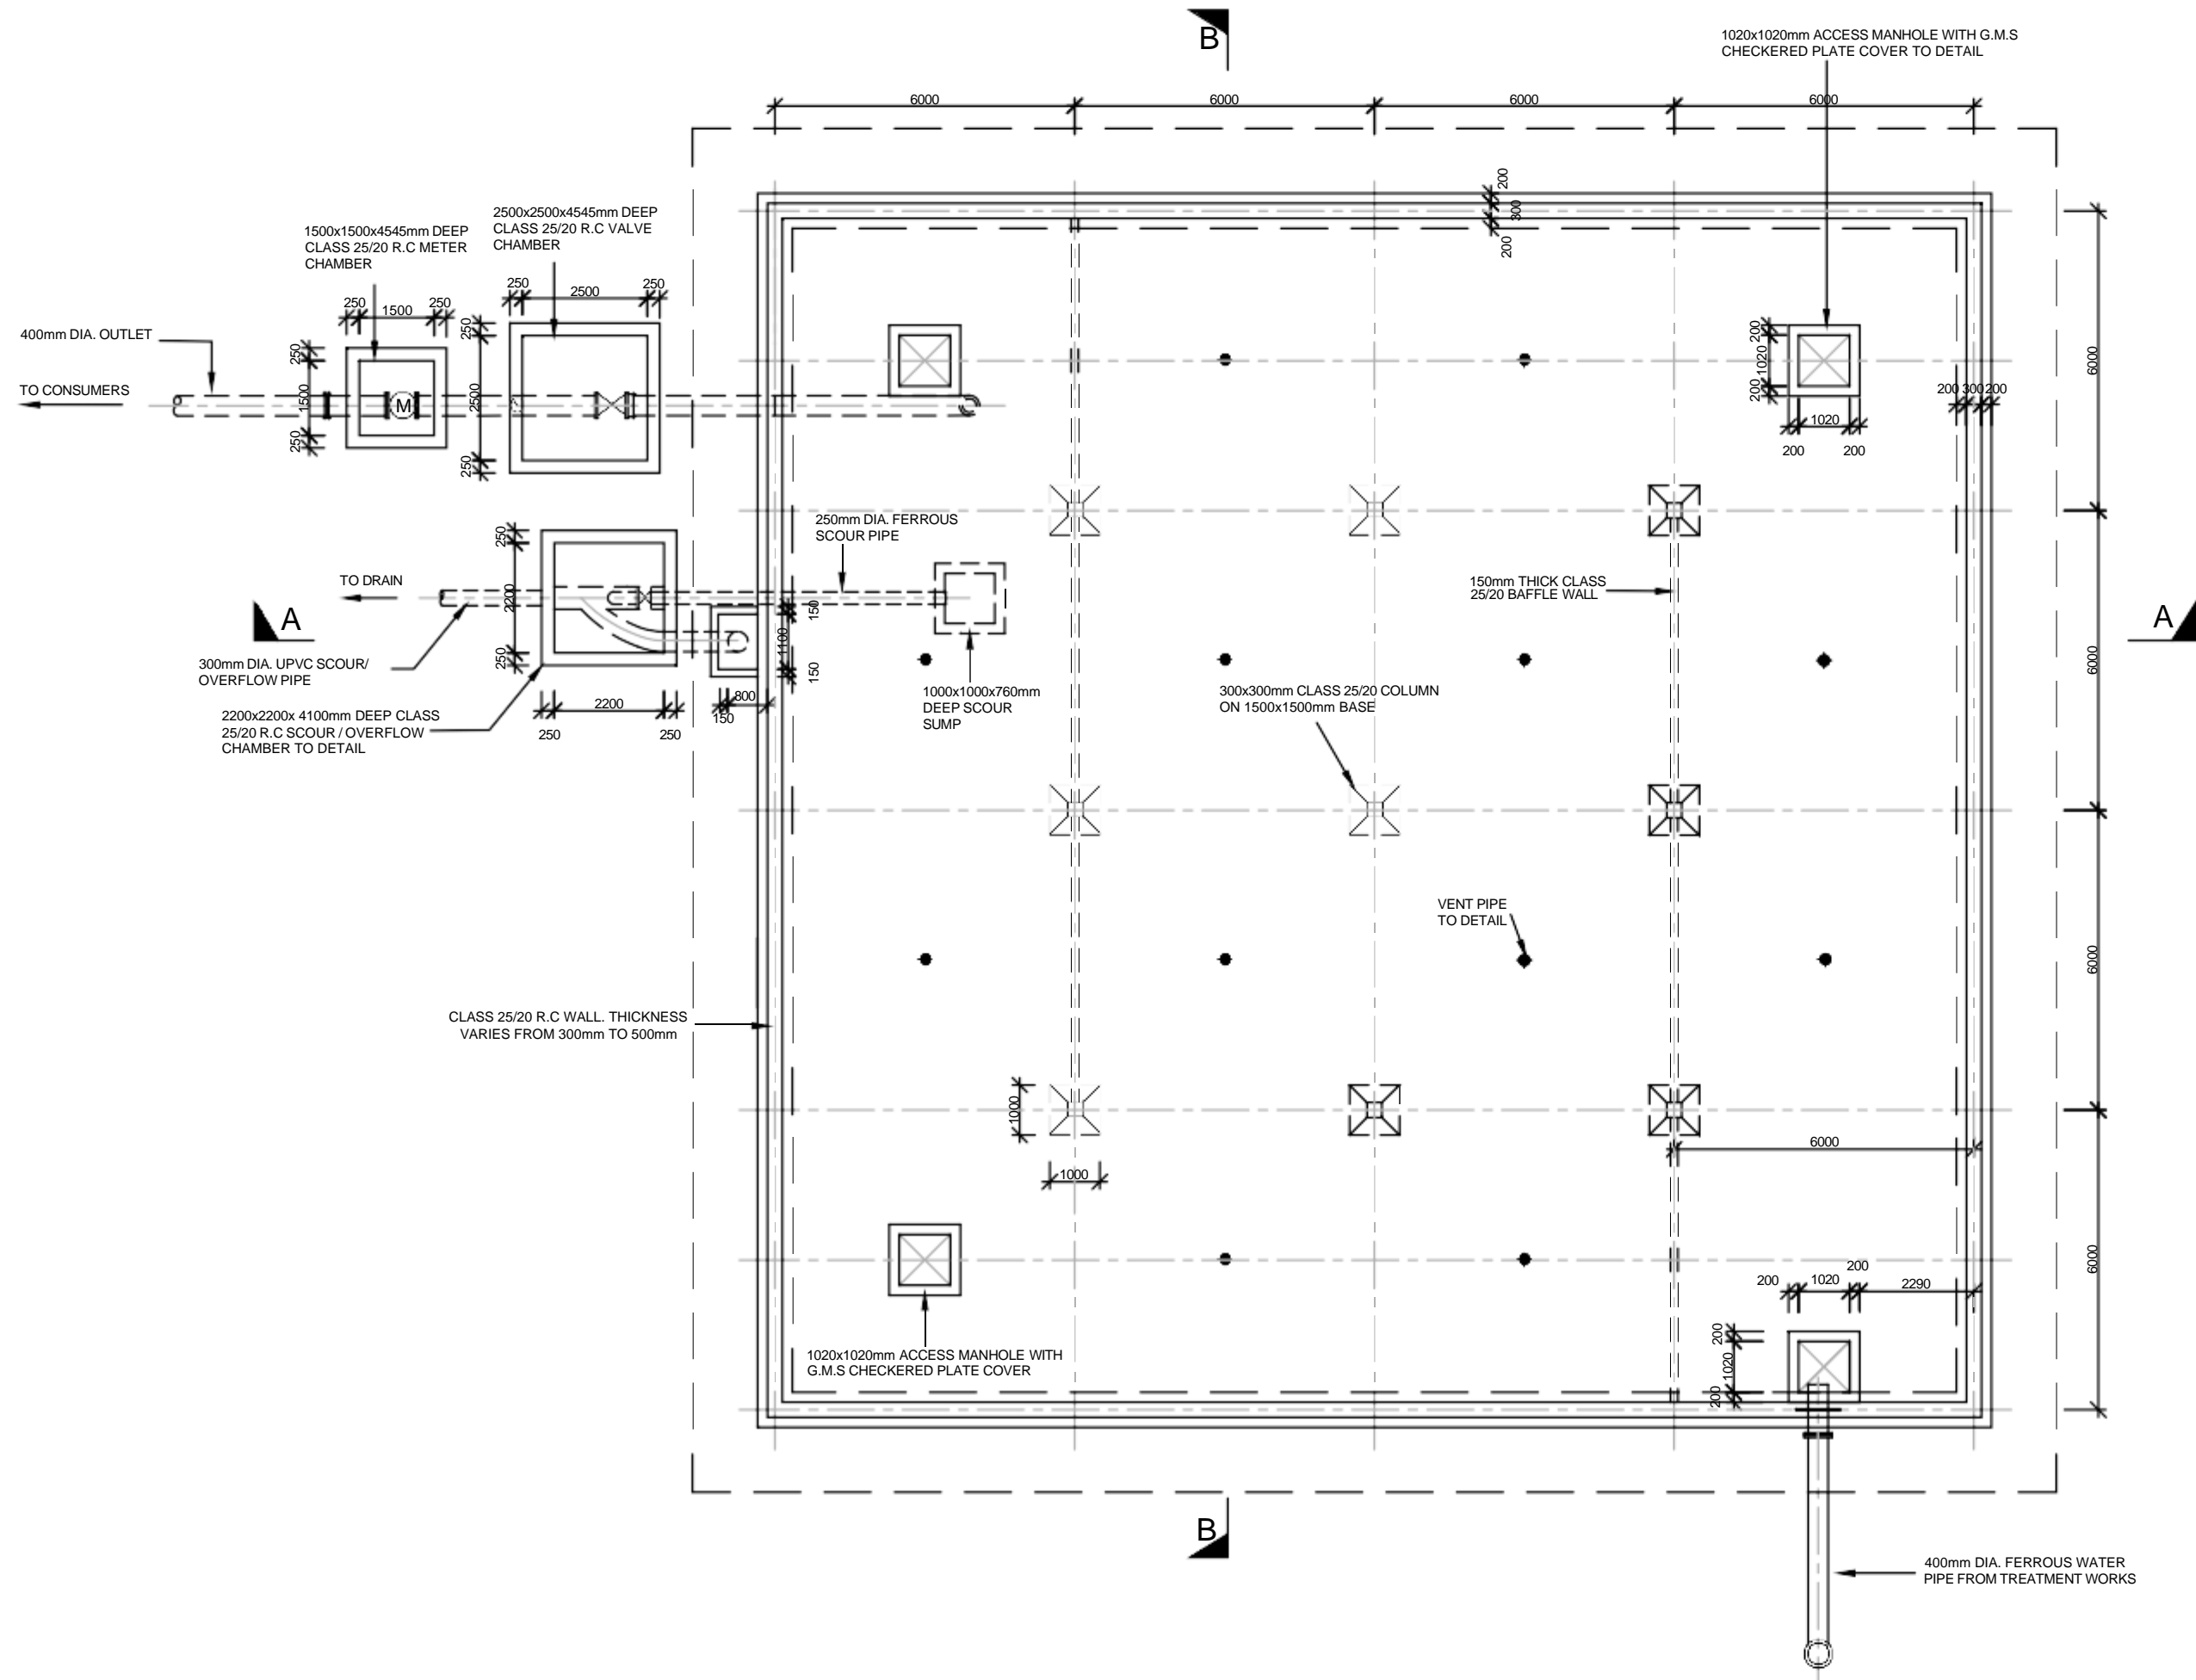 B
1020x1020mm ACCESS MANHOLE WITH G.M.S
CHECKERED PLATE COVER TO DETAIL
6000
6000
6000
6000
200
300
200
2500x2500x4545mm DEEP
CLASS 25/20 R.C VALVE
CHAMBER
1500x1500x4545mm DEEP
CLASS 25/20 R.C METER
CHAMBER
250
2500
250
250
1500
250
400mm DIA. OUTLET
TO CONSUMERS
250
1500
250
M
250
2500
250
200
1020
200
200
1020
200
200 300 200
6000
250mm DIA. FERROUS
SCOUR PIPE
TO DRAIN
250
2200
250
A
300mm DIA. UPVC SCOUR/
OVERFLOW PIPE
2200x2200x 4100mm DEEP CLASS
25/20 R.C SCOUR / OVERFLOW
CHAMBER TO DETAIL
250
2200
250
150
800
150
1100
150
1000x1000x760mm
DEEP SCOUR
SUMP
150mm THICK CLASS
25/20 BAFFLE WALL
A
6000
300x300mm CLASS 25/20 COLUMN
ON 1500x1500mm BASE
VENT PIPE
TO DETAIL
6000
CLASS 25/20 R.C WALL. THICKNESS
VARIES FROM 300mm TO 500mm
1000
1000
6000
6000
200
1020
200
2290
200
1020
200
1020x1020mm ACCESS MANHOLE WITH
G.M.S CHECKERED PLATE COVER
B
400mm DIA. FERROUS WATER
PIPE FROM TREATMENT WORKS